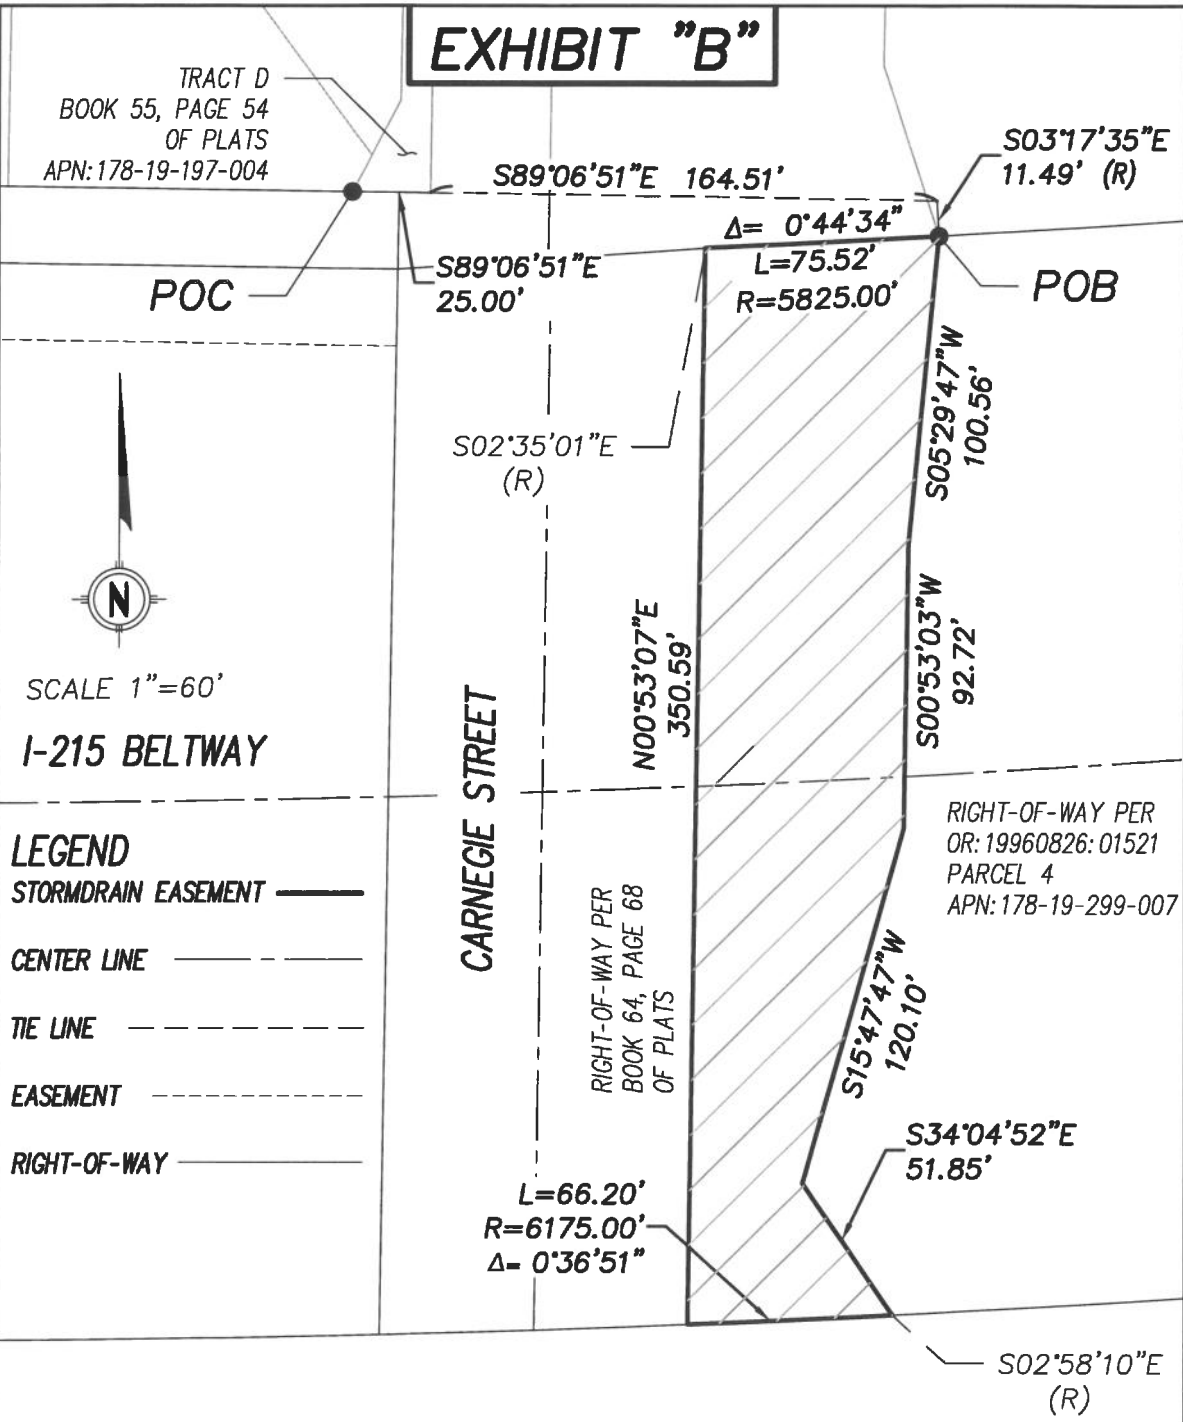 EXHIBIT "B"
TRACT D
BOOK 55, PAGE 54
OF PLATS
APN:178-19-197-004
S89°06'51"E 164.51'
S03°17'35"E
11.49' (R)
Δ= 0°44'34"
L=75.52'
R=5825.00'
S89°06'51"E
25.00'
POC
POB
S05°29'47"W
100.56'
S02°35'01"E
(R)
N
SCALE 1"=60'
I-215 BELTWAY
N00°53'07"E
350.59'
S00°53'03"W
92.72'
CARNEGIE STREET
LEGEND
STORMDRAIN EASEMENT
CENTER LINE
TIE LINE
EASEMENT
RIGHT-OF-WAY
RIGHT-OF-WAY PER
BOOK 64, PAGE 68
OF PLATS
RIGHT-OF-WAY PER
OR:19960826:01521
PARCEL 4
APN:178-19-299-007
S15°47'47"W
120.10'
S34°04'52"E
51.85'
L=66.20'
R=6175.00'
Δ= 0°36'51"
S02°58'10"E
(R)